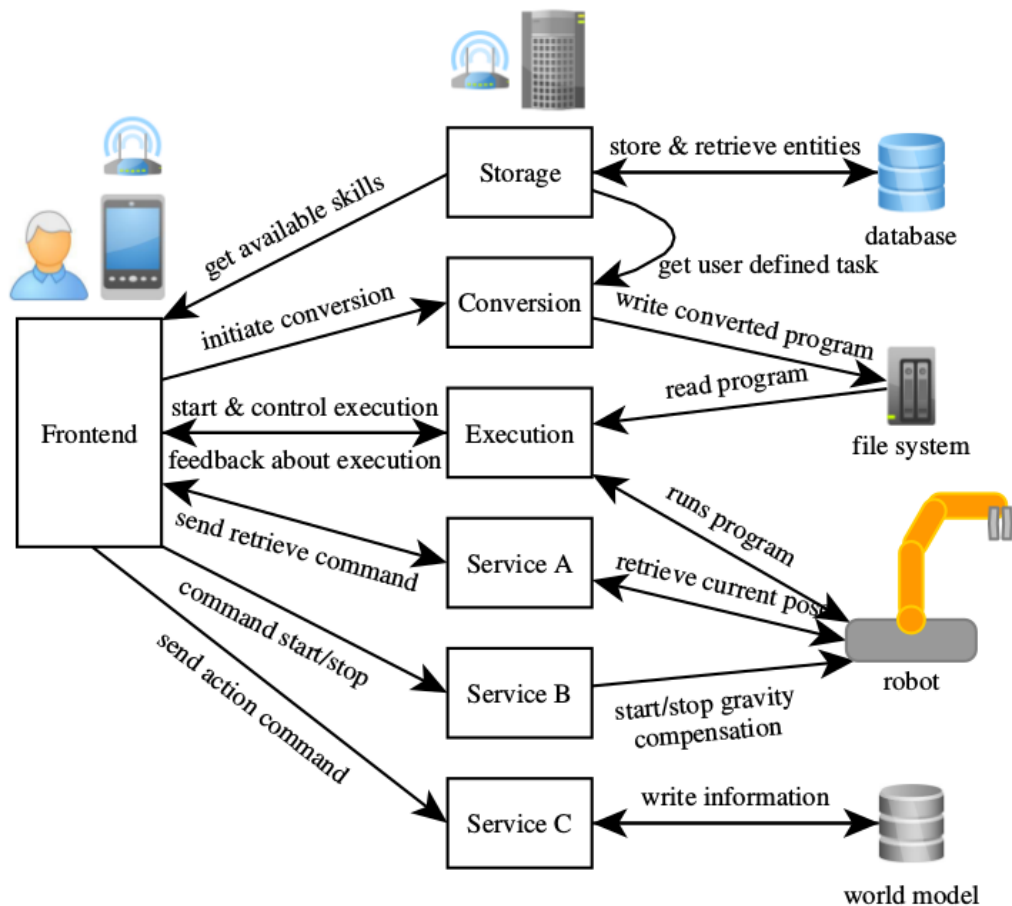 store & retrieve entities
Storage
database
get available skills
get user defined task
Conversion
initiate conversion
write converted program
read program
start & control execution
Frontend
Execution
file system
feedback about execution
runs program
send retrieve command
Service A
retrieve current pose
command start/stop
robot
Service B
start/stop gravity
compensation
send action command
write information
Service C
world model